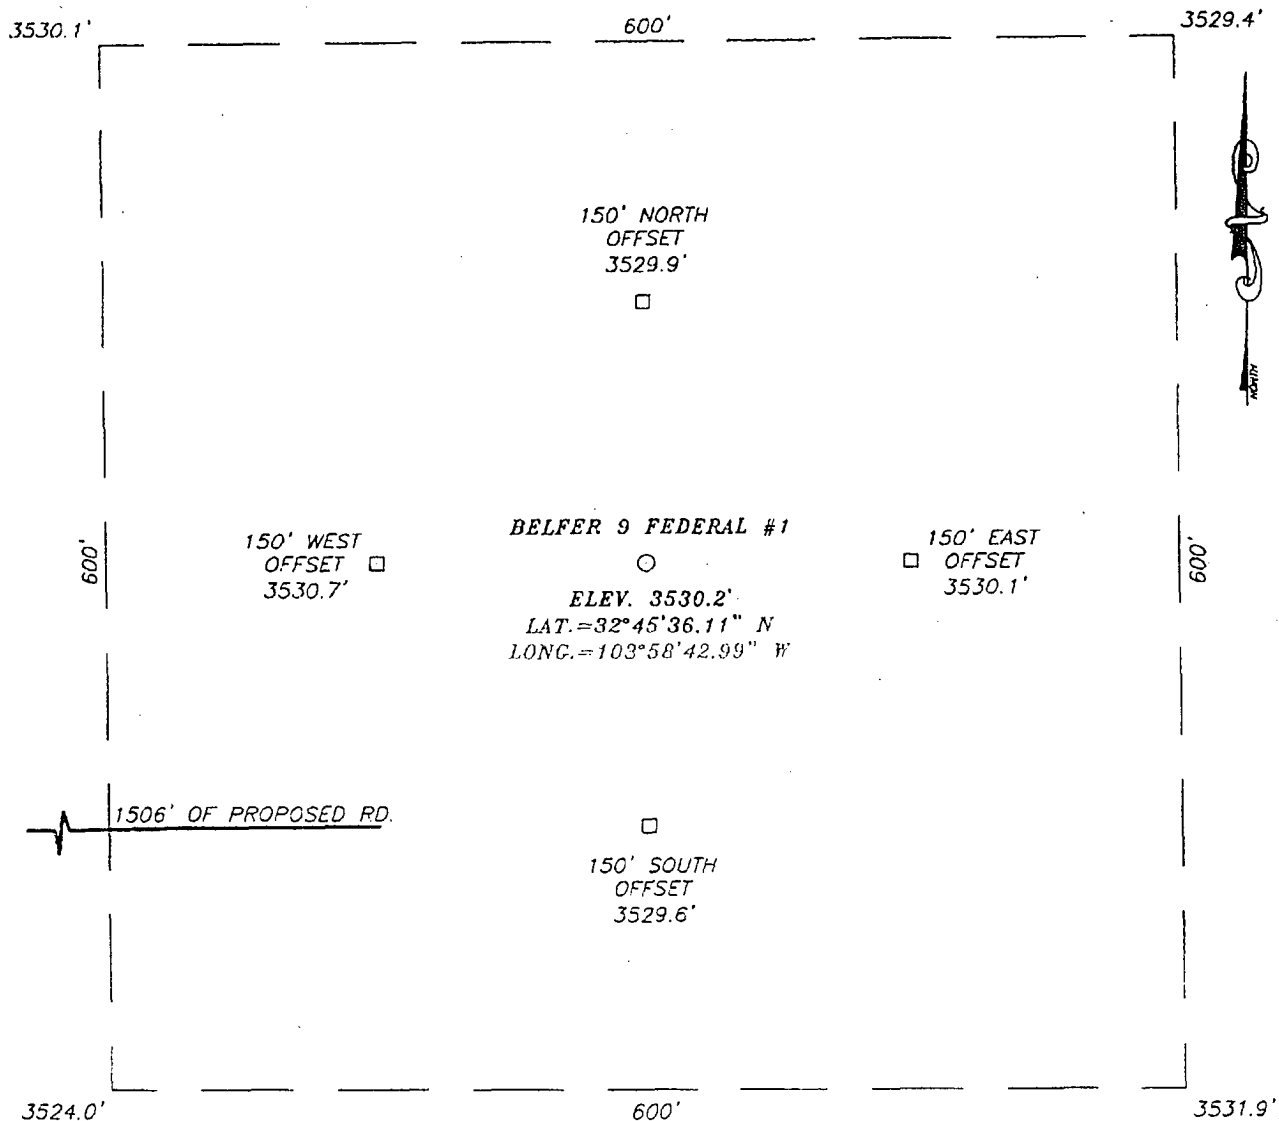 3530.1'
600'
3529.4'
150' NORTH
OFFSET
3529.9'
NORTH
BELFER 9 FEDERAL #1
150' WEST
OFFSET
3530.7'
150' EAST
OFFSET
3530.1'
600'
600'
ELEV. 3530.2'
LAT.=32°45'36.11" N
LONG.=103°58'42.99" W
1506' OF PROPOSED RD.
150' SOUTH
OFFSET
3529.6'
3524.0'
600'
3531.9'